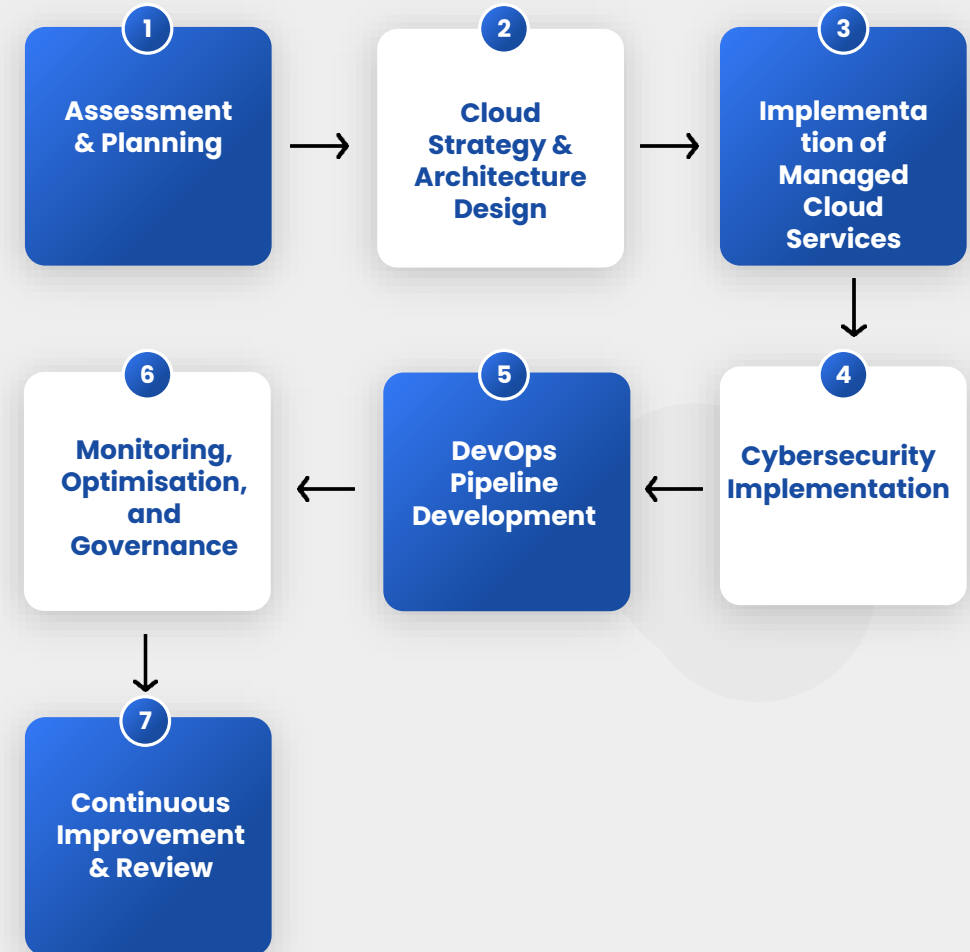 1
Assessment
& Planning
2
Cloud
Strategy &
Architecture
Design
3
Implementa
tion of
Managed
Cloud
Services
4
Cybersecurity
Implementation
5
DevOps
Pipeline
Development
6
Monitoring,
Optimisation,
and
Governance
7
Continuous
Improvement
& Review